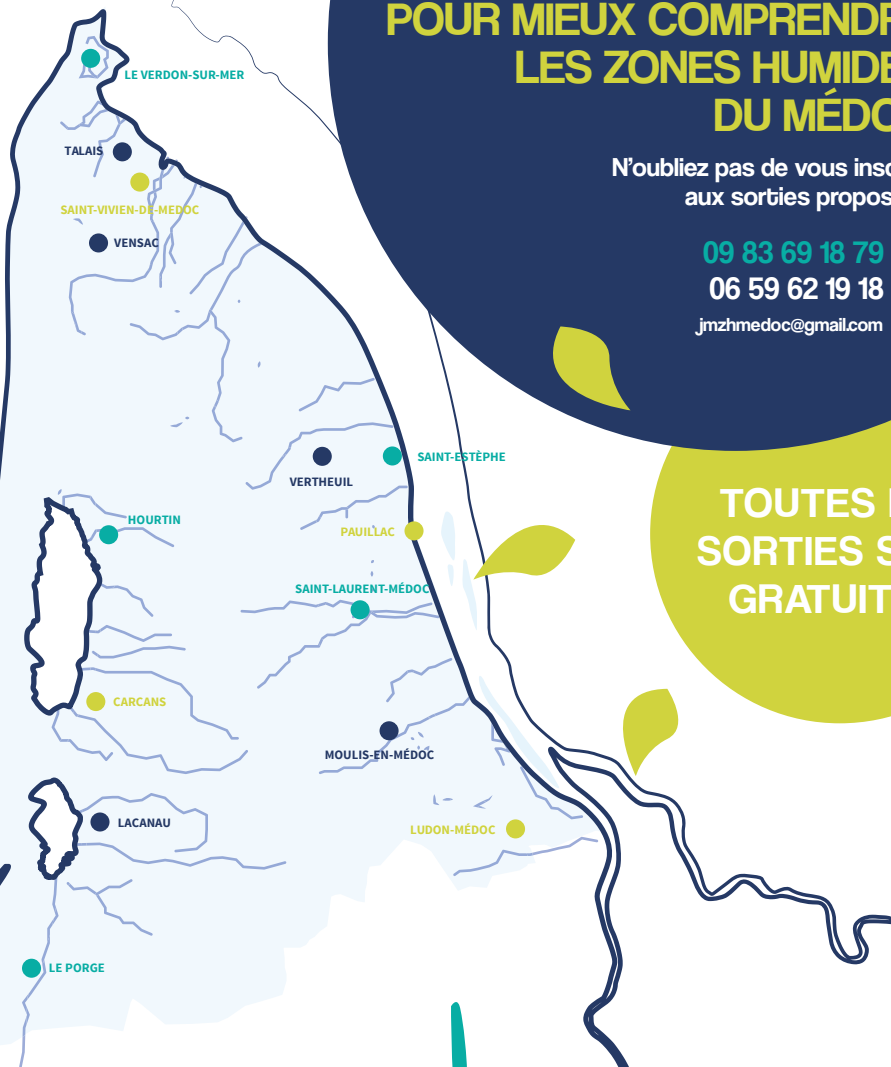 POUR MIEUX COMPRENDR
LES ZONES HUMIDE
DU MÉDO
N'oubliez pas de vous insc
aux sorties propos
09 83 69 18 79
06 59 62 19 18
jmzhmedoc@gmail.com
TOUTES
SORTIES S
GRATUIT
LE VERDON-SUR-MER
TALAIS
SAINT-VIVIEN-DE-MEDOC
VENSAC
SAINT-ESTÈPHE
VERTHEUIL
HOURTIN
PAUILLAC
SAINT-LAURENT-MÉDOC
CARCANS
MOULIS-EN-MÉDOC
LACANAU
LUDON-MÉDOC
LE PORGE